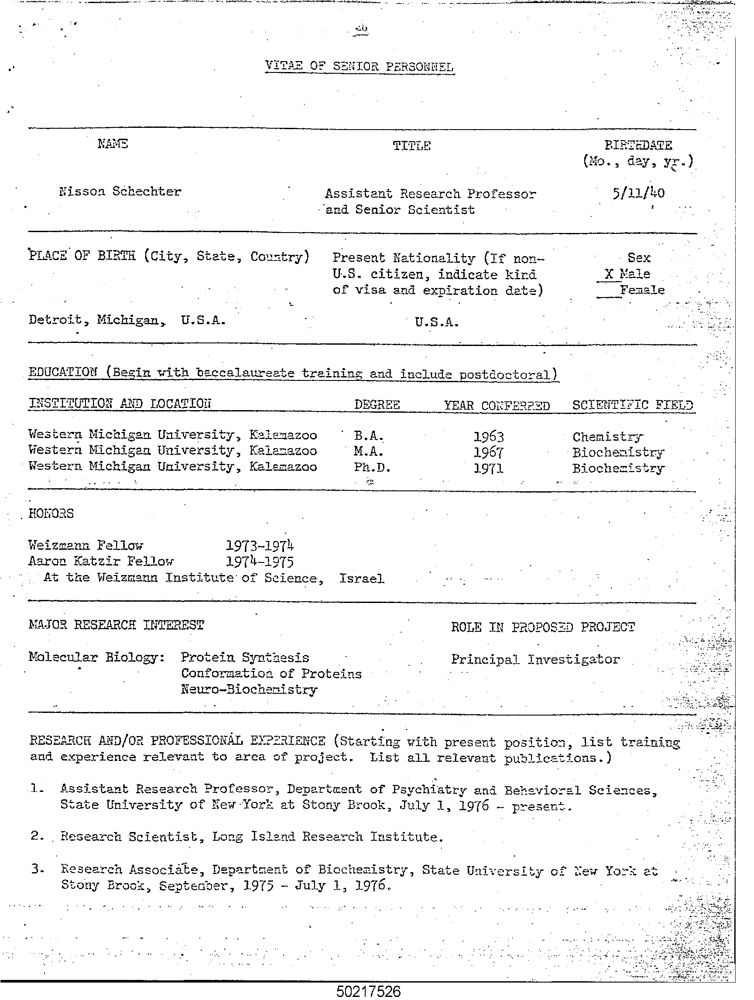 20
VITAE OF SENIOR PERSONNEL
NAME TITLE BIRTHDATE
(Mo., day, yr.)
Nisson Schechter Assistant Research Professor 5/11/40
and Senior Scientist
PLACE OF BIRTH (City, State, Country) Present Nationality (If non- Sex
U.S. citizen, indicate kind X Male
of visa and expiration date) Female
Detroit, Michigan, U.S.A. U.S.A.
EDUCATION (Begin with baccalaureate training and include postdoctoral)
INSTITUTION AND LOCATION DEGREE YEAR CONFERRED SCIENTIFIC FIELD
Western Michigan University, Kalamazoo B.A. 1963 Chemistry
Western Michigan University, Kalamazoo M.A. 1967 Biochemistry
Western Michigan University, Kalamazoo Ph.D. 1971 Biochemistry
HONORS
Weizmann Fellow 1973-1974
Aaron Katzir Fellow 1974-1975
At the Weizmann Institute of Science, Israel
MAJOR RESEARCH INTEREST ROLE IN PROPOSED PROJECT
Molecular Biology: Protein Synthesis Principal Investigator
Conformation of Proteins
Neuro-Biochemistry
RESEARCH AND/OR PROFESSIONAL EXPERIENCE (Starting with present position, list training
and experience relevant to area of project. List all relevant publications.)
1. Assistant Research Professor, Department of Psychiatry and Behavioral Sciences,
State University of New York at Stony Brook, July 1, 1976 - present.
2. Research Scientist, Long Island Research Institute.
3. Research Associate, Department of Biochemistry, State University of New York at
Stony Brook, September, 1975 - July 1, 1976.
50217526